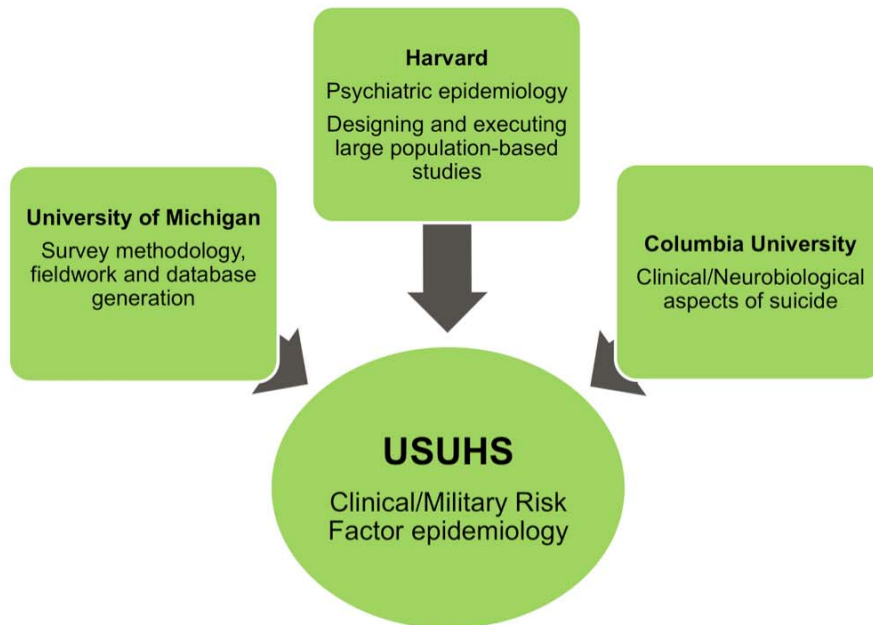 Harvard
Psychiatric epidemiology
Designing and executing
large population-based
studies
University of Michigan
Survey methodology,
fieldwork and database
generation
Columbia University
Clinical/Neurobiological
aspects of suicide
USUHS
Clinical/Military Risk
Factor epidemiology